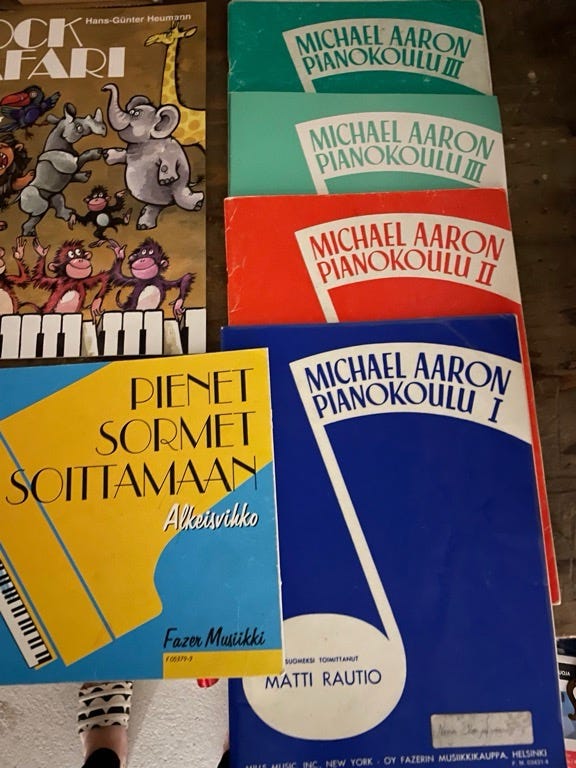 Hans-Günter Heumann
OCK
AFARI
MICHAEL AARON
PIANOKOULU III
MICHAEL AARON
PIANOKOULU III
MICHAEL AARON
PIANOKOULU II
MICHAEL AARON
PIANOKOULU I
SUOMEKSI TOIMITTANUT
MATTI RAUTIO
MILLS MUSIC INC., NEW YORK - OY FAZERIN MUSIIKKIKAUPPA, HELSINKI
PIENET
SORMET
SOITTAMAAN
Alkeisvihko
Fazer Musiikki
F 05979-9